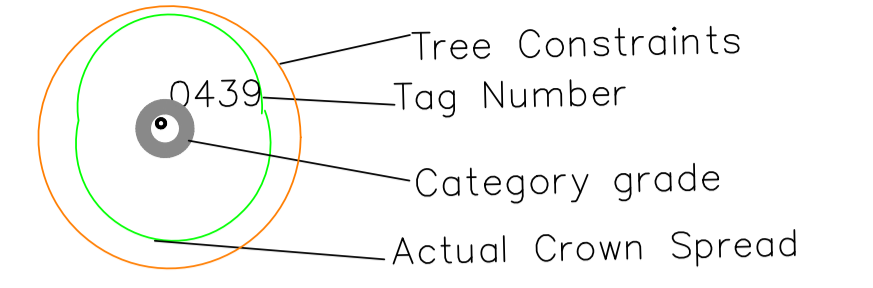 Tree Constraints
0439
Tag Number
Category grade
Actual Crown Spread